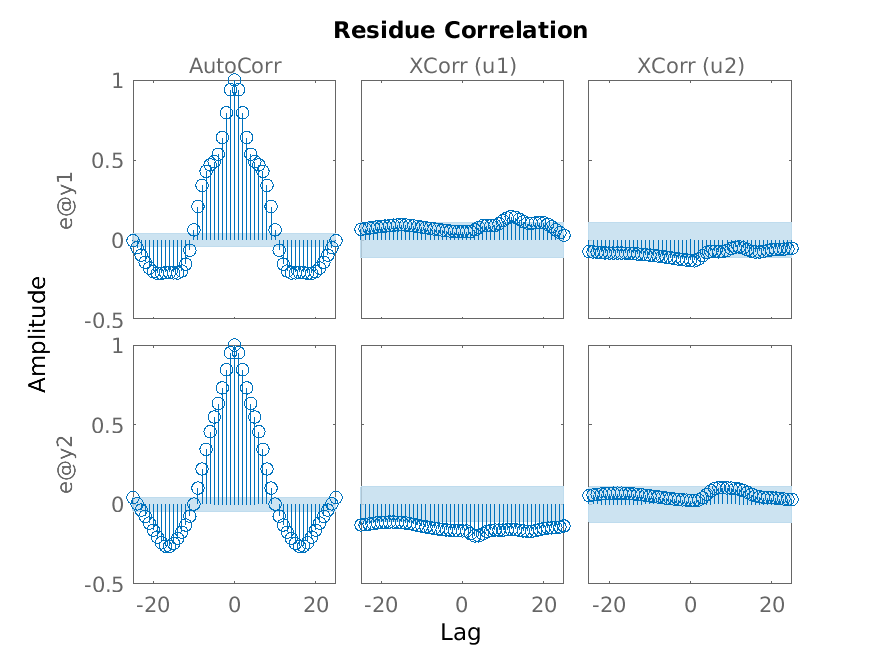 Residue Correlation
AutoCorr
XCorr (u1)
XCorr (u2)
1
0.5
0
-0.5
e@y1
Amplitude
1
0.5
0
-0.5
e@y2
-20 0 20
-20 0 20
-20 0 20
Lag